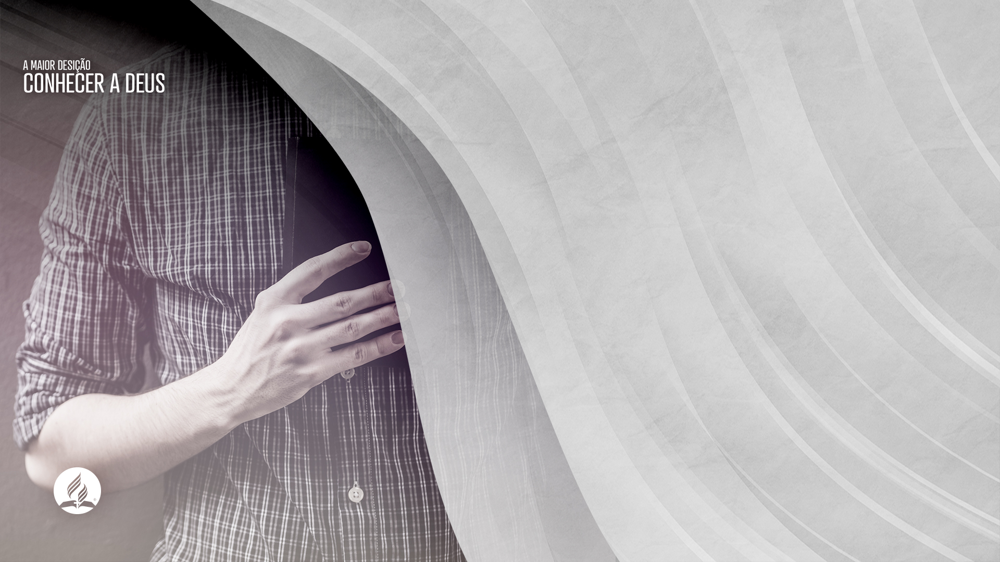 A MAIOR DESIÇÃO
CONHECER A DEUS